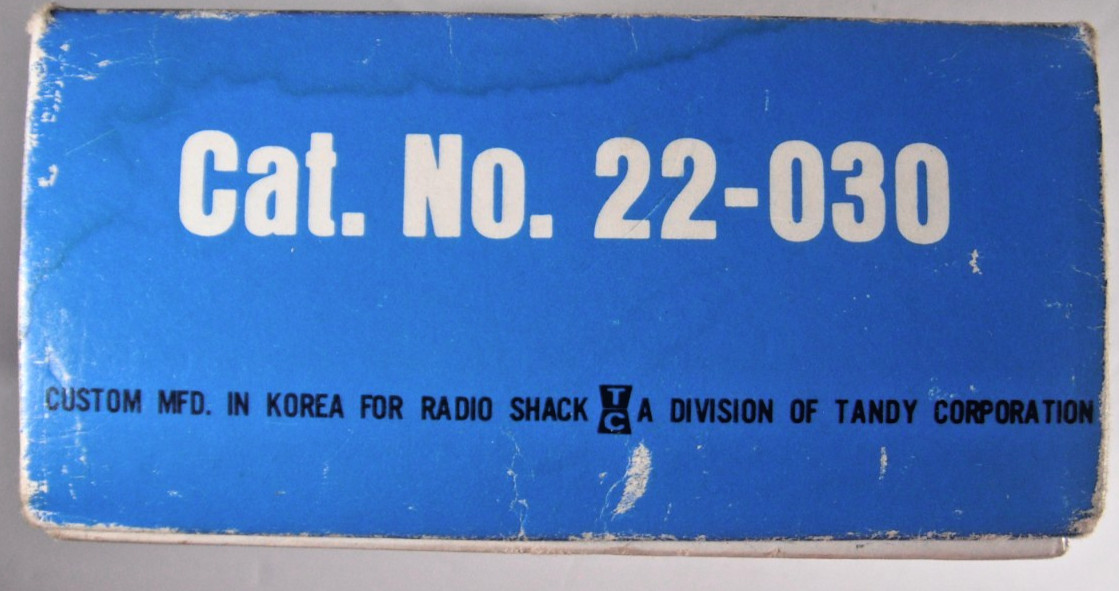 Cat. No. 22-030
CUSTOM MFD. IN KOREA FOR RADIO SHACK TC A DIVISION OF TANDY CORPORATION